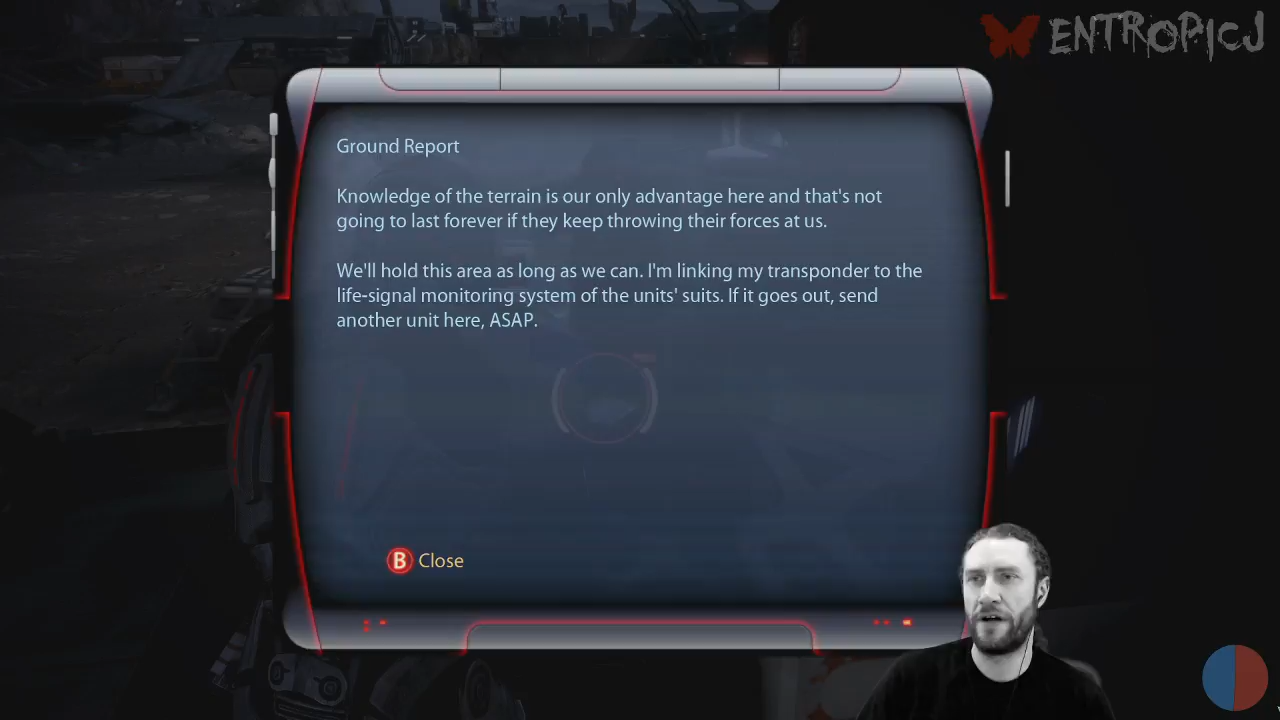 ENTROPICJ
Ground Report
Knowledge of the terrain is our only advantage here and that's not
going to last forever if they keep throwing their forces at us.
We'll hold this area as long as we can. I'm linking my transponder to the
life-signal monitoring system of the units' suits. If it goes out, send
another unit here, ASAP.
B Close